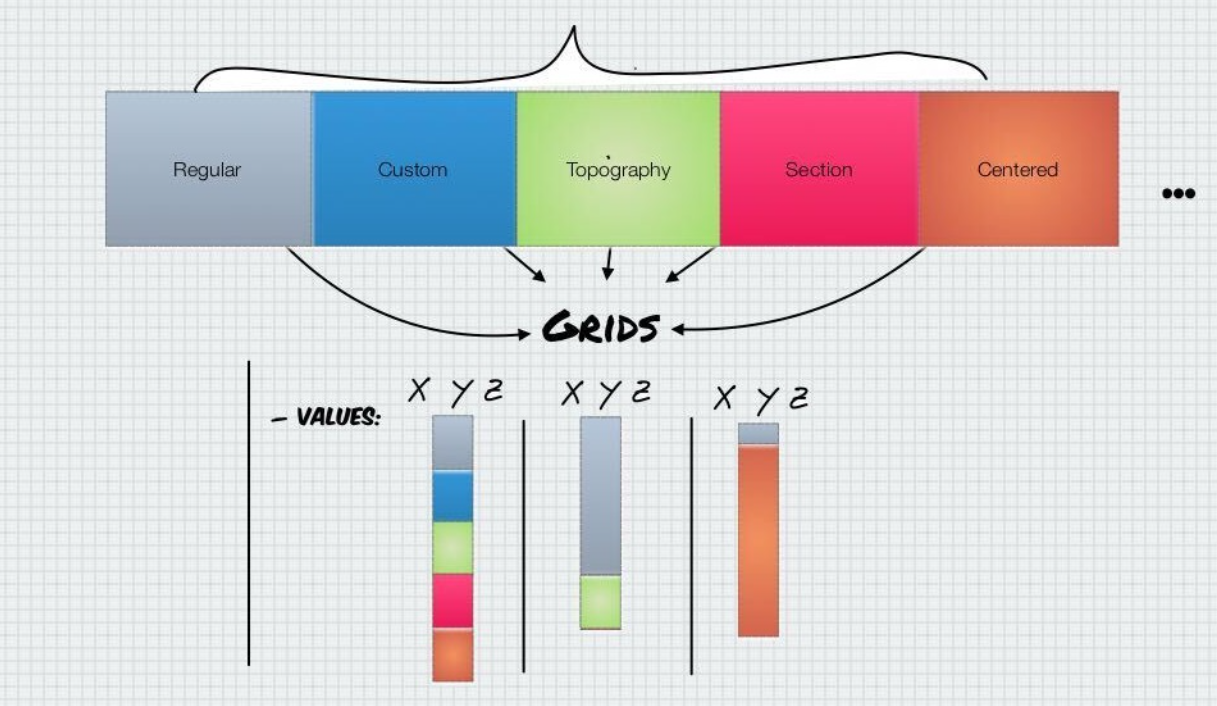 Regular Custom Topography Section Centered
...
GRIDS
X Y Z X Y Z X Y Z
- VALUES: